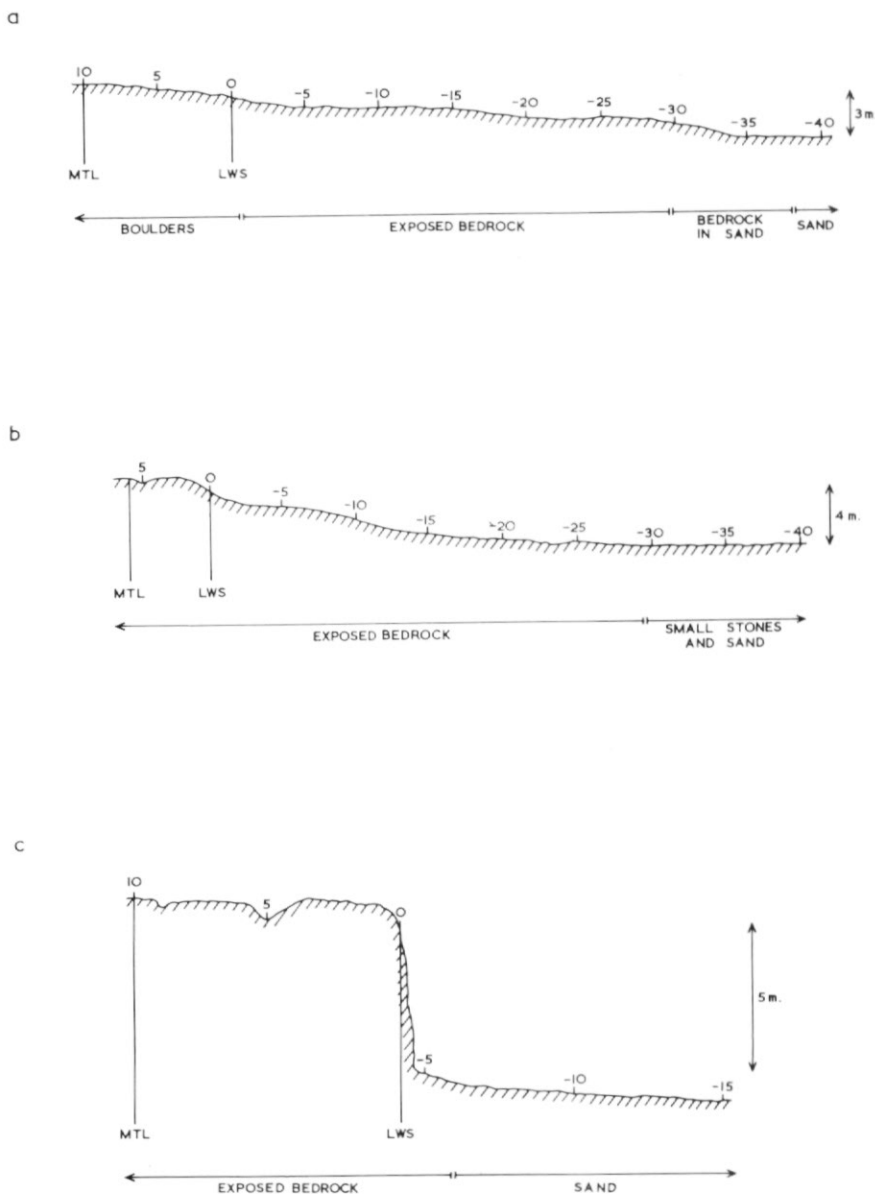 a
10 5 0 -5 -10 -15 -20 -25 -30 -35 -40
3 m
MTL LWS
BOULDERS EXPOSED BEDROCK BEDROCK IN SAND SAND
b
5 0 -5 -10 -15 -20 -25 -30 -35 -40
4 m.
MTL LWS
EXPOSED BEDROCK SMALL STONES AND SAND
c
10 5 0 -5 -10 -15
5 m.
MTL LWS
EXPOSED BEDROCK SAND